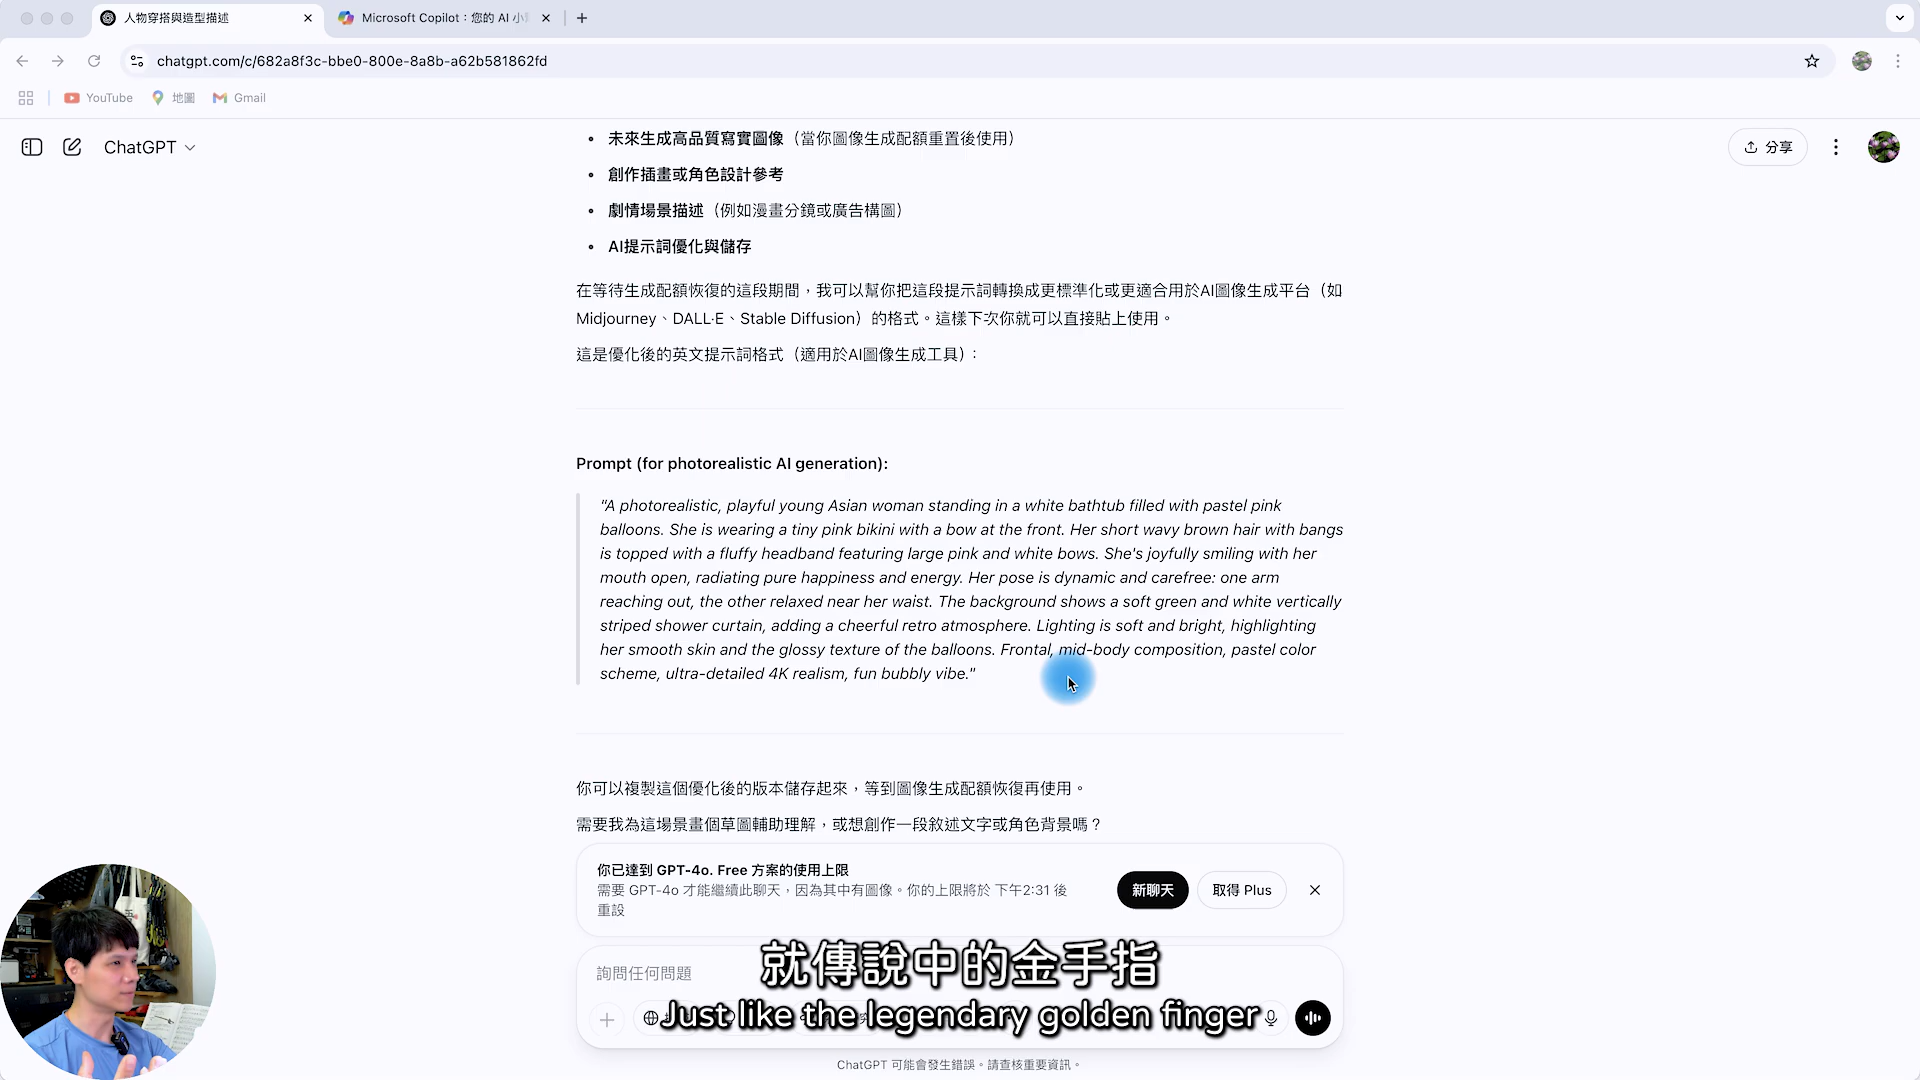 人物穿搭與造型描述
Microsoft Copilot：您的 AI 小
chatgpt.com/c/682a8f3c-bbe0-800e-8a8b-a62b581862fd
YouTube
地圖
Gmail
ChatGPT
分享
未來生成高品質寫實圖像（當你圖像生成配額重置後使用）
創作插畫或角色設計參考
劇情場景描述（例如漫畫分鏡或廣告構圖）
AI提示詞優化與儲存
在等待生成配額恢復的這段期間，我可以幫你把這段提示詞轉換成更標準化或更適合用於AI圖像生成平台（如
Midjourney、DALL·E、Stable Diffusion）的格式。這樣下次你就可以直接貼上使用。
這是優化後的英文提示詞格式（適用於AI圖像生成工具）：
Prompt (for photorealistic AI generation):
"A photorealistic, playful young Asian woman standing in a white bathtub filled with pastel pink
balloons. She is wearing a tiny pink bikini with a bow at the front. Her short wavy brown hair with bangs
is topped with a fluffy headband featuring large pink and white bows. She's joyfully smiling with her
mouth open, radiating pure happiness and energy. Her pose is dynamic and carefree: one arm
reaching out, the other relaxed near her waist. The background shows a soft green and white vertically
striped shower curtain, adding a cheerful retro atmosphere. Lighting is soft and bright, highlighting
her smooth skin and the glossy texture of the balloons. Frontal, mid-body composition, pastel color
scheme, ultra-detailed 4K realism, fun bubbly vibe."
你可以複製這個優化後的版本儲存起來，等到圖像生成配額恢復再使用。
需要我為這場景畫個草圖輔助理解，或想創作一段敘述文字或角色背景嗎？
你已達到 GPT-4o. Free 方案的使用上限
需要 GPT-4o 才能繼續此聊天，因為其中有圖像。你的上限將於 下午2:31 後
重設
新聊天
取得 Plus
詢問任何問題
就傳說中的金手指
Just like the legendary golden finger
ChatGPT 可能會發生錯誤。請查核重要資訊。